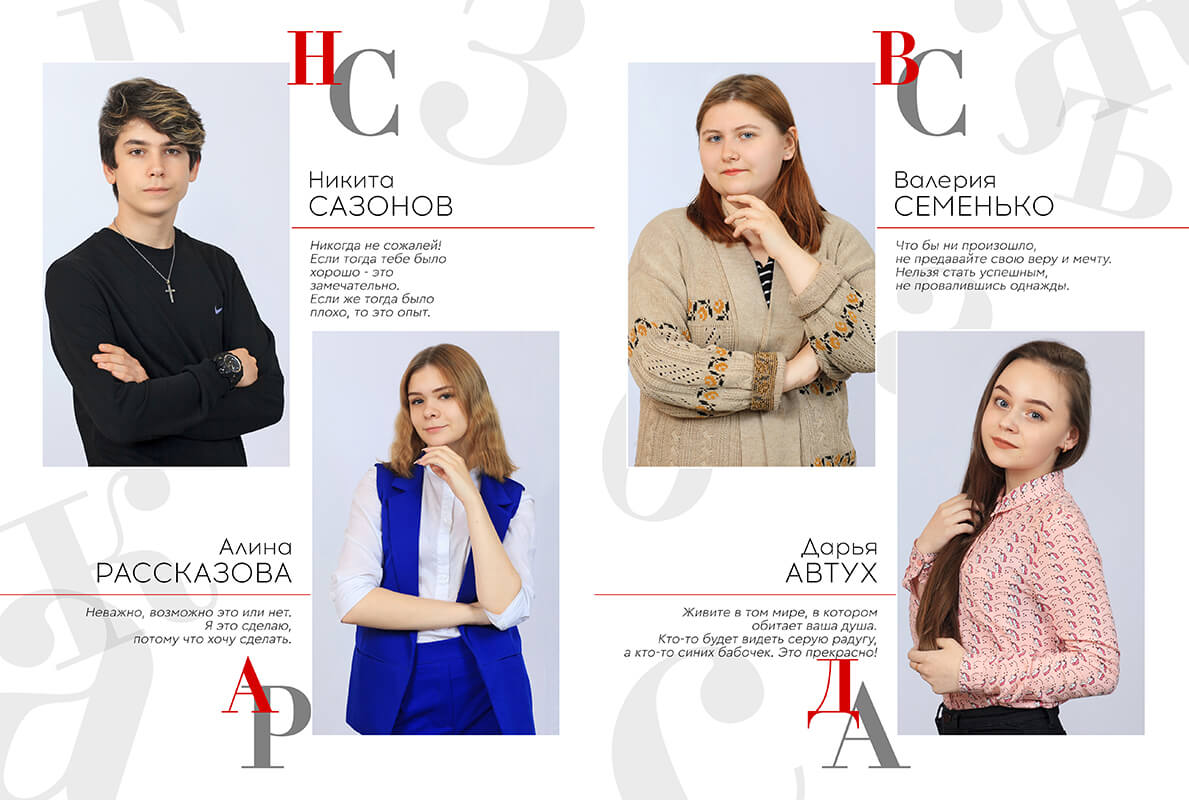 НС
Никита
САЗОНОВ
Никогда не сожалей!
Если тогда тебе было
хорошо - это
замечательно.
Если же тогда было
плохо, то это опыт.
Алина
РАССКАЗОВА
Неважно, возможно это или нет.
Я это сделаю,
потому что хочу сделать.
АР
ВС
Валерия
СЕМЕНЬКО
Что бы ни произошло,
не предавайте свою веру и мечту.
Нельзя стать успешным,
не провалившись однажды.
Дарья
АВТУХ
Живите в том мире, в котором
обитает ваша душа.
Кто-то будет видеть серую радугу,
а кто-то синих бабочек. Это прекрасно!
ДА